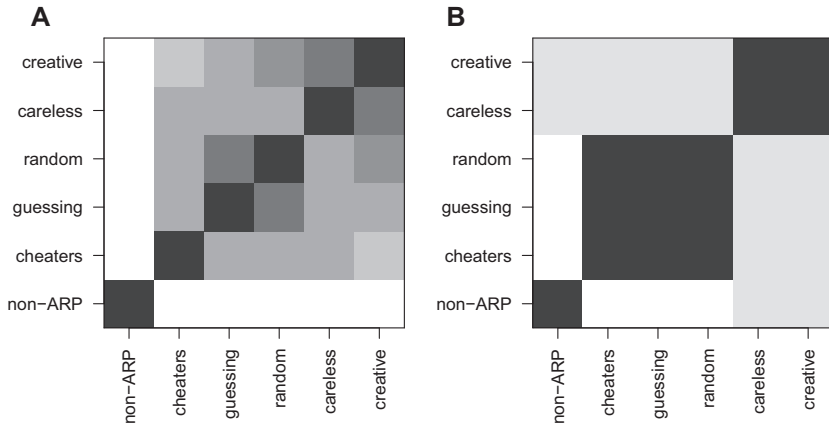 A
creative
careless
random
guessing
cheaters
non−ARP
non−ARP
cheaters
guessing
random
careless
creative
B
creative
careless
random
guessing
cheaters
non−ARP
non−ARP
cheaters
guessing
random
careless
creative